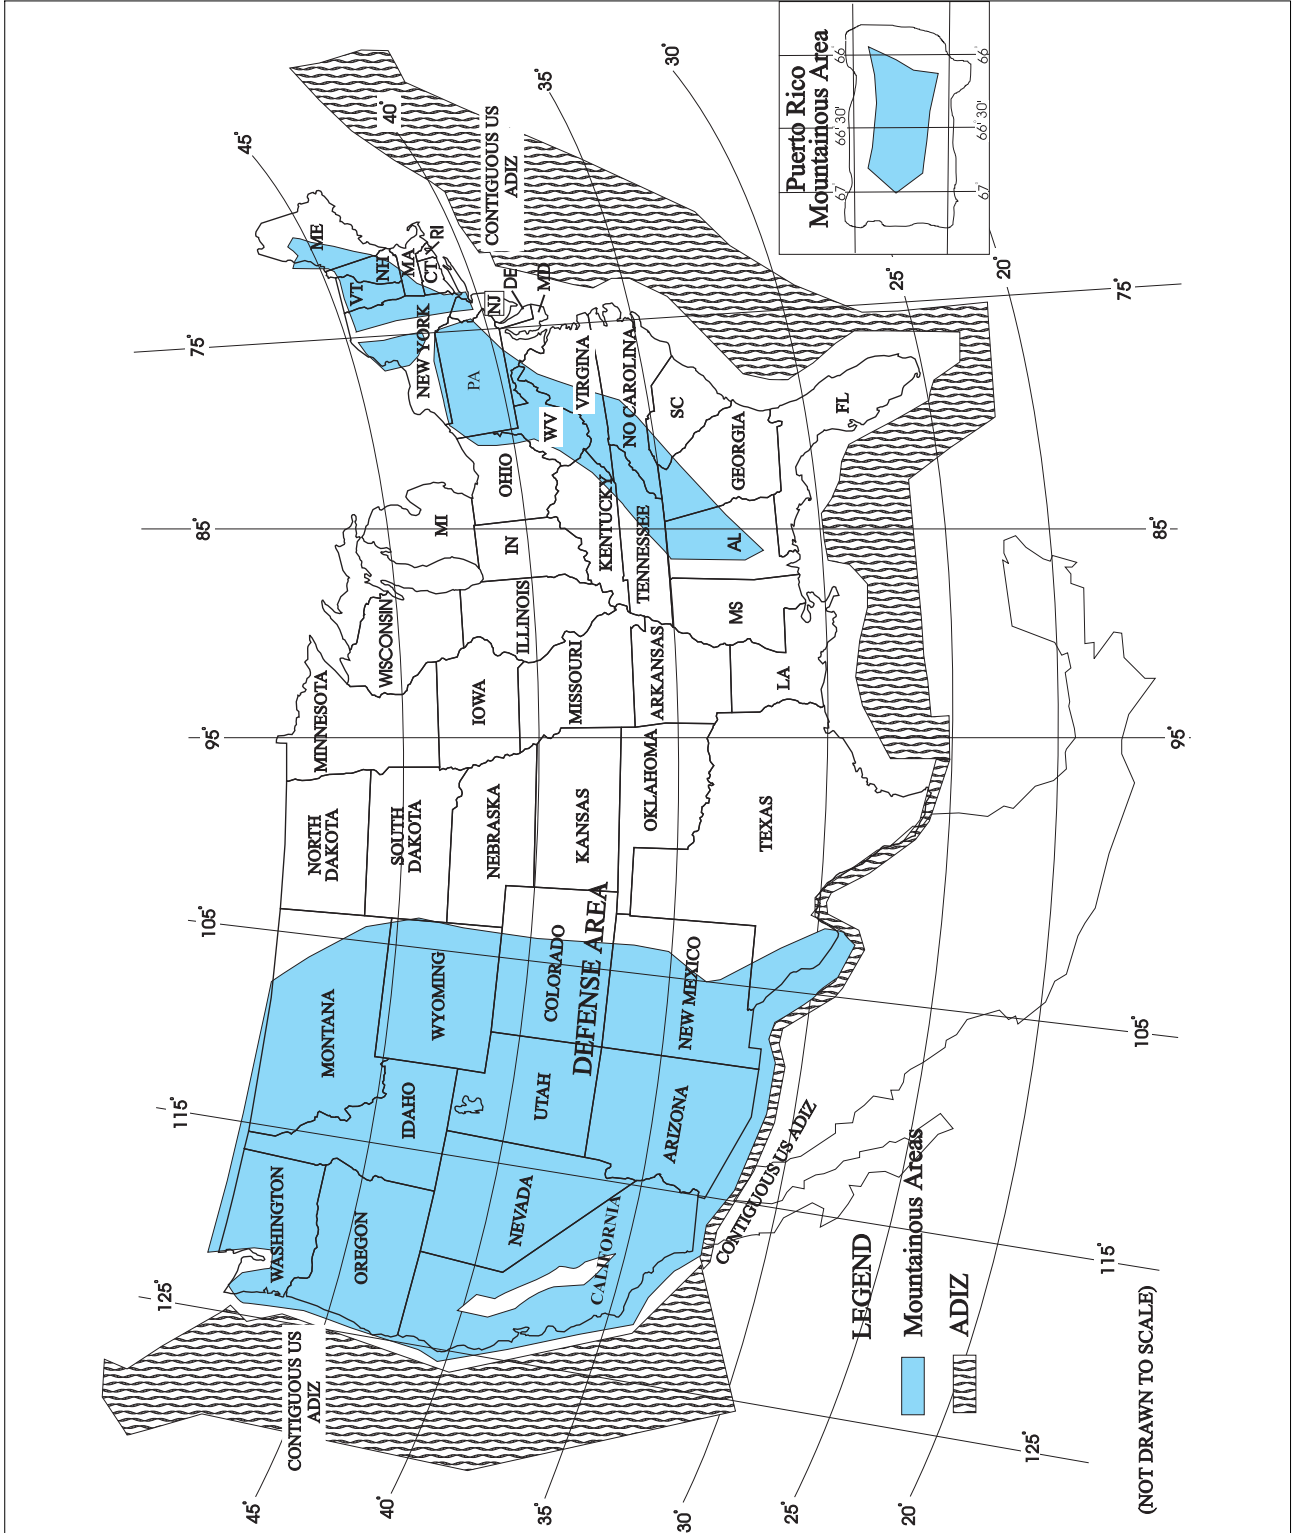 45°
40°
35°
30°
25°
20°
125°
115°
105°
95°
85°
75°
45°
40°
35°
30°
25°
20°
125°
115°
105°
95°
85°
75°
CONTIGUOUS US
ADIZ
WASHINGTON
OREGON
CALIFORNIA
NEVADA
IDAHO
MONTANA
WYOMING
UTAH
ARIZONA
COLORADO
NEW MEXICO
DEFENSE AREA
NORTH
DAKOTA
SOUTH
DAKOTA
NEBRASKA
KANSAS
OKLAHOMA
TEXAS
MINNESOTA
IOWA
MISSOURI
ARKANSAS
LA
WISCONSIN
ILLINOIS
MS
MI
IN
OHIO
KENTUCKY
TENNESSEE
AL
GEORGIA
FL
SC
NO CAROLINA
VIRGINA
WV
PA
NEW YORK
VT
NH
ME
MA
CT
RI
NJ
DE
MD
CONTIGUOUS US
ADIZ
CONTIGUOUS US ADIZ
Puerto Rico
Mountainous Area
67°
66°30'
66°
67°
66°30'
66°
LEGEND
Mountainous Areas
ADIZ
(NOT DRAWN TO SCALE)